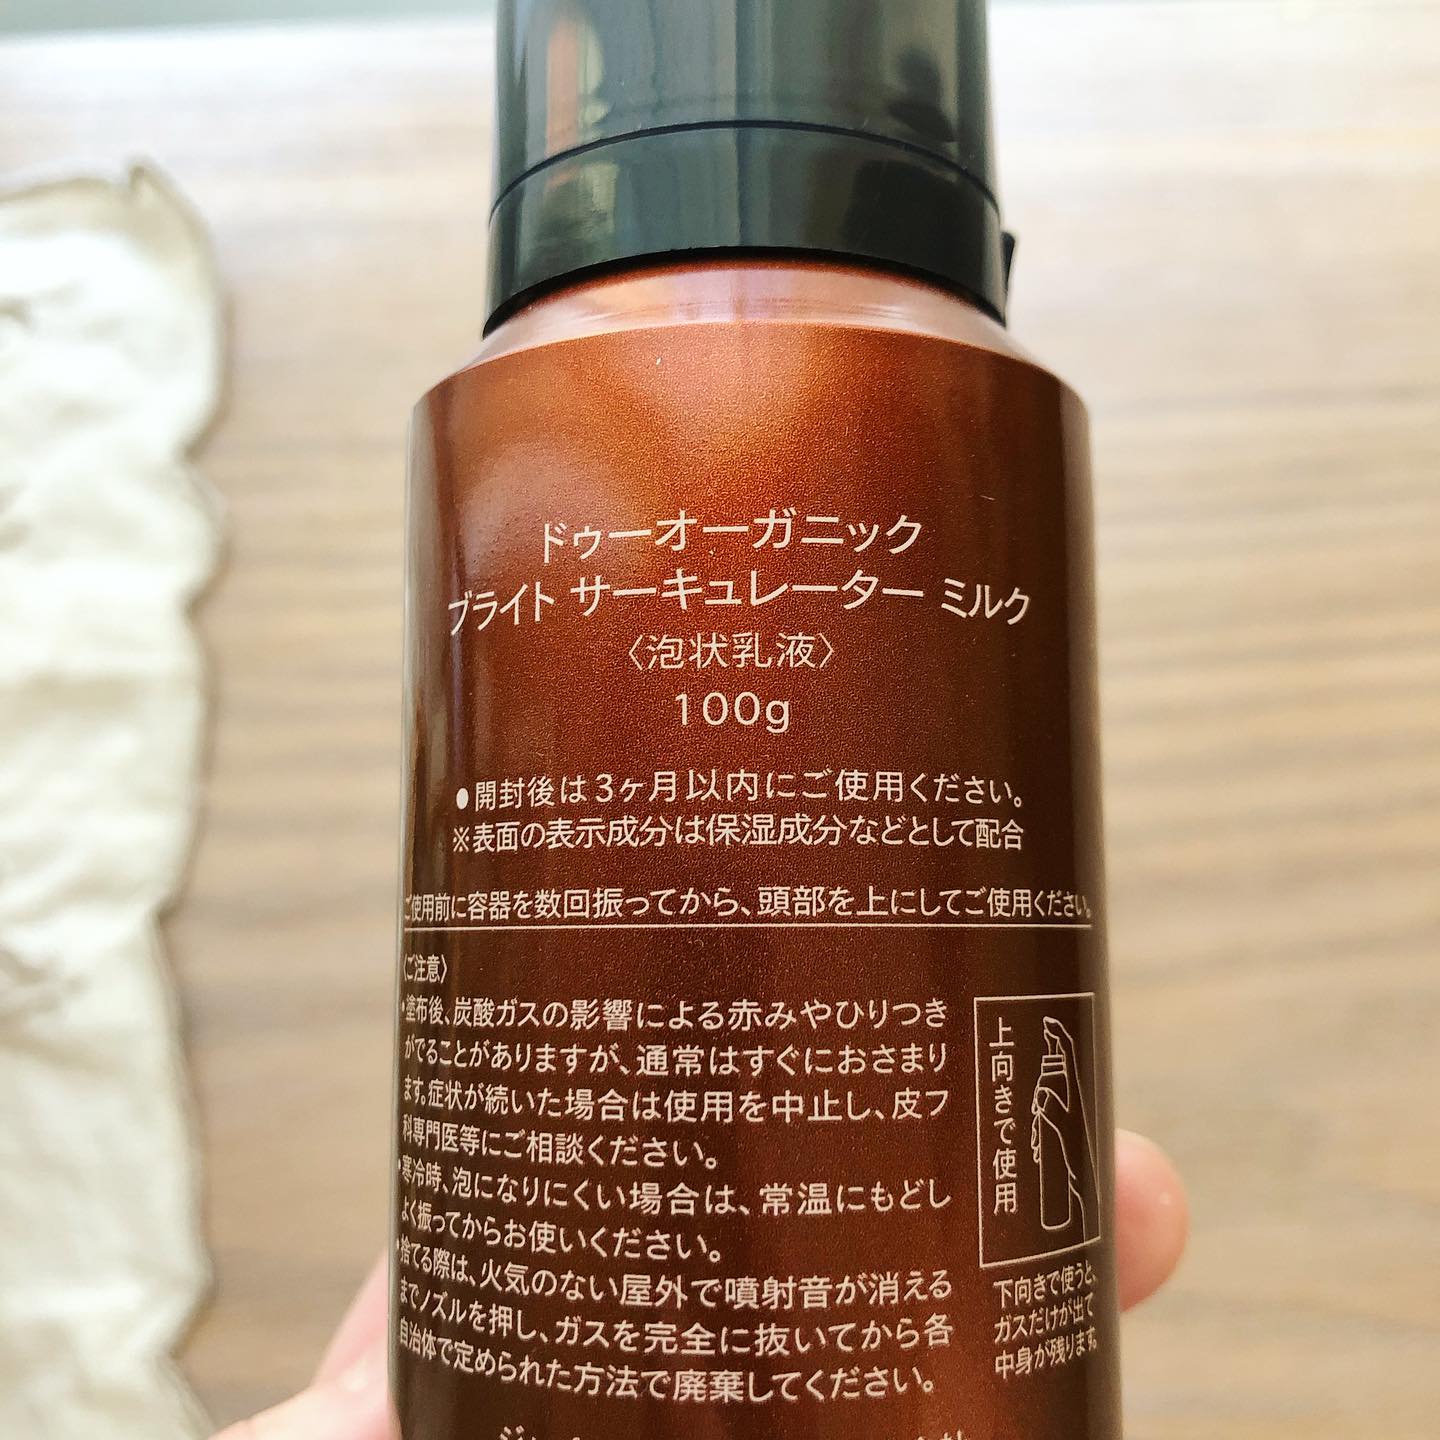 ドゥーオーガニック
ブライト サーキュレーター ミルク
〈泡状乳液〉
100g
●開封後は3ヶ月以内にご使用ください。
※表面の表示成分は保湿成分などとして配合
ご使用前に容器を数回振ってから、頭部を上にしてご使用ください。
〈ご注意〉
・塗布後、炭酸ガスの影響による赤みやひりつき
がでることがありますが、通常はすぐにおさまり
ます。症状が続いた場合は使用を中止し、皮フ
科専門医等にご相談ください。
・寒冷時、泡になりにくい場合は、常温にもどし
よく振ってからお使いください。
・捨てる際は、火気のない屋外で噴射音が消える
までノズルを押し、ガスを完全に抜いてから各
自治体で定められた方法で廃棄してください。
上向きで使用
下向きで使うと、
ガスだけが出て
中身が残ります。